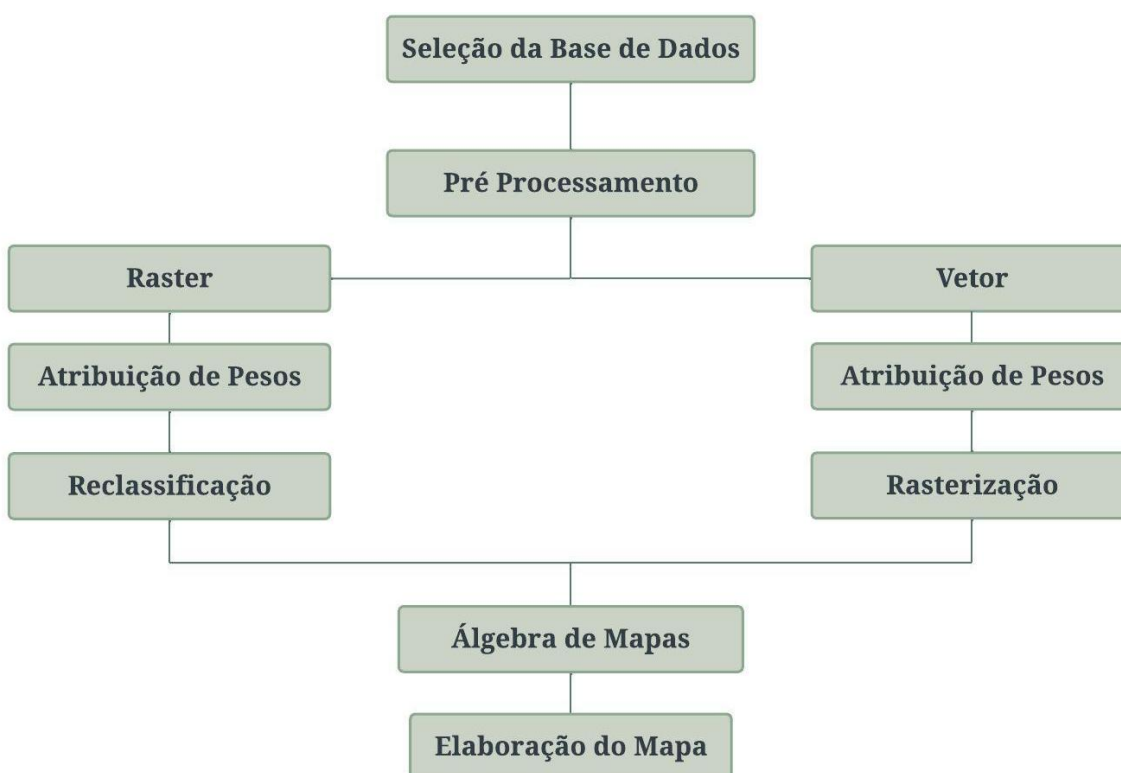 Seleção da Base de Dados
Pré Processamento
Raster
Vetor
Atribuição de Pesos
Atribuição de Pesos
Reclassificação
Rasterização
Álgebra de Mapas
Elaboração do Mapa